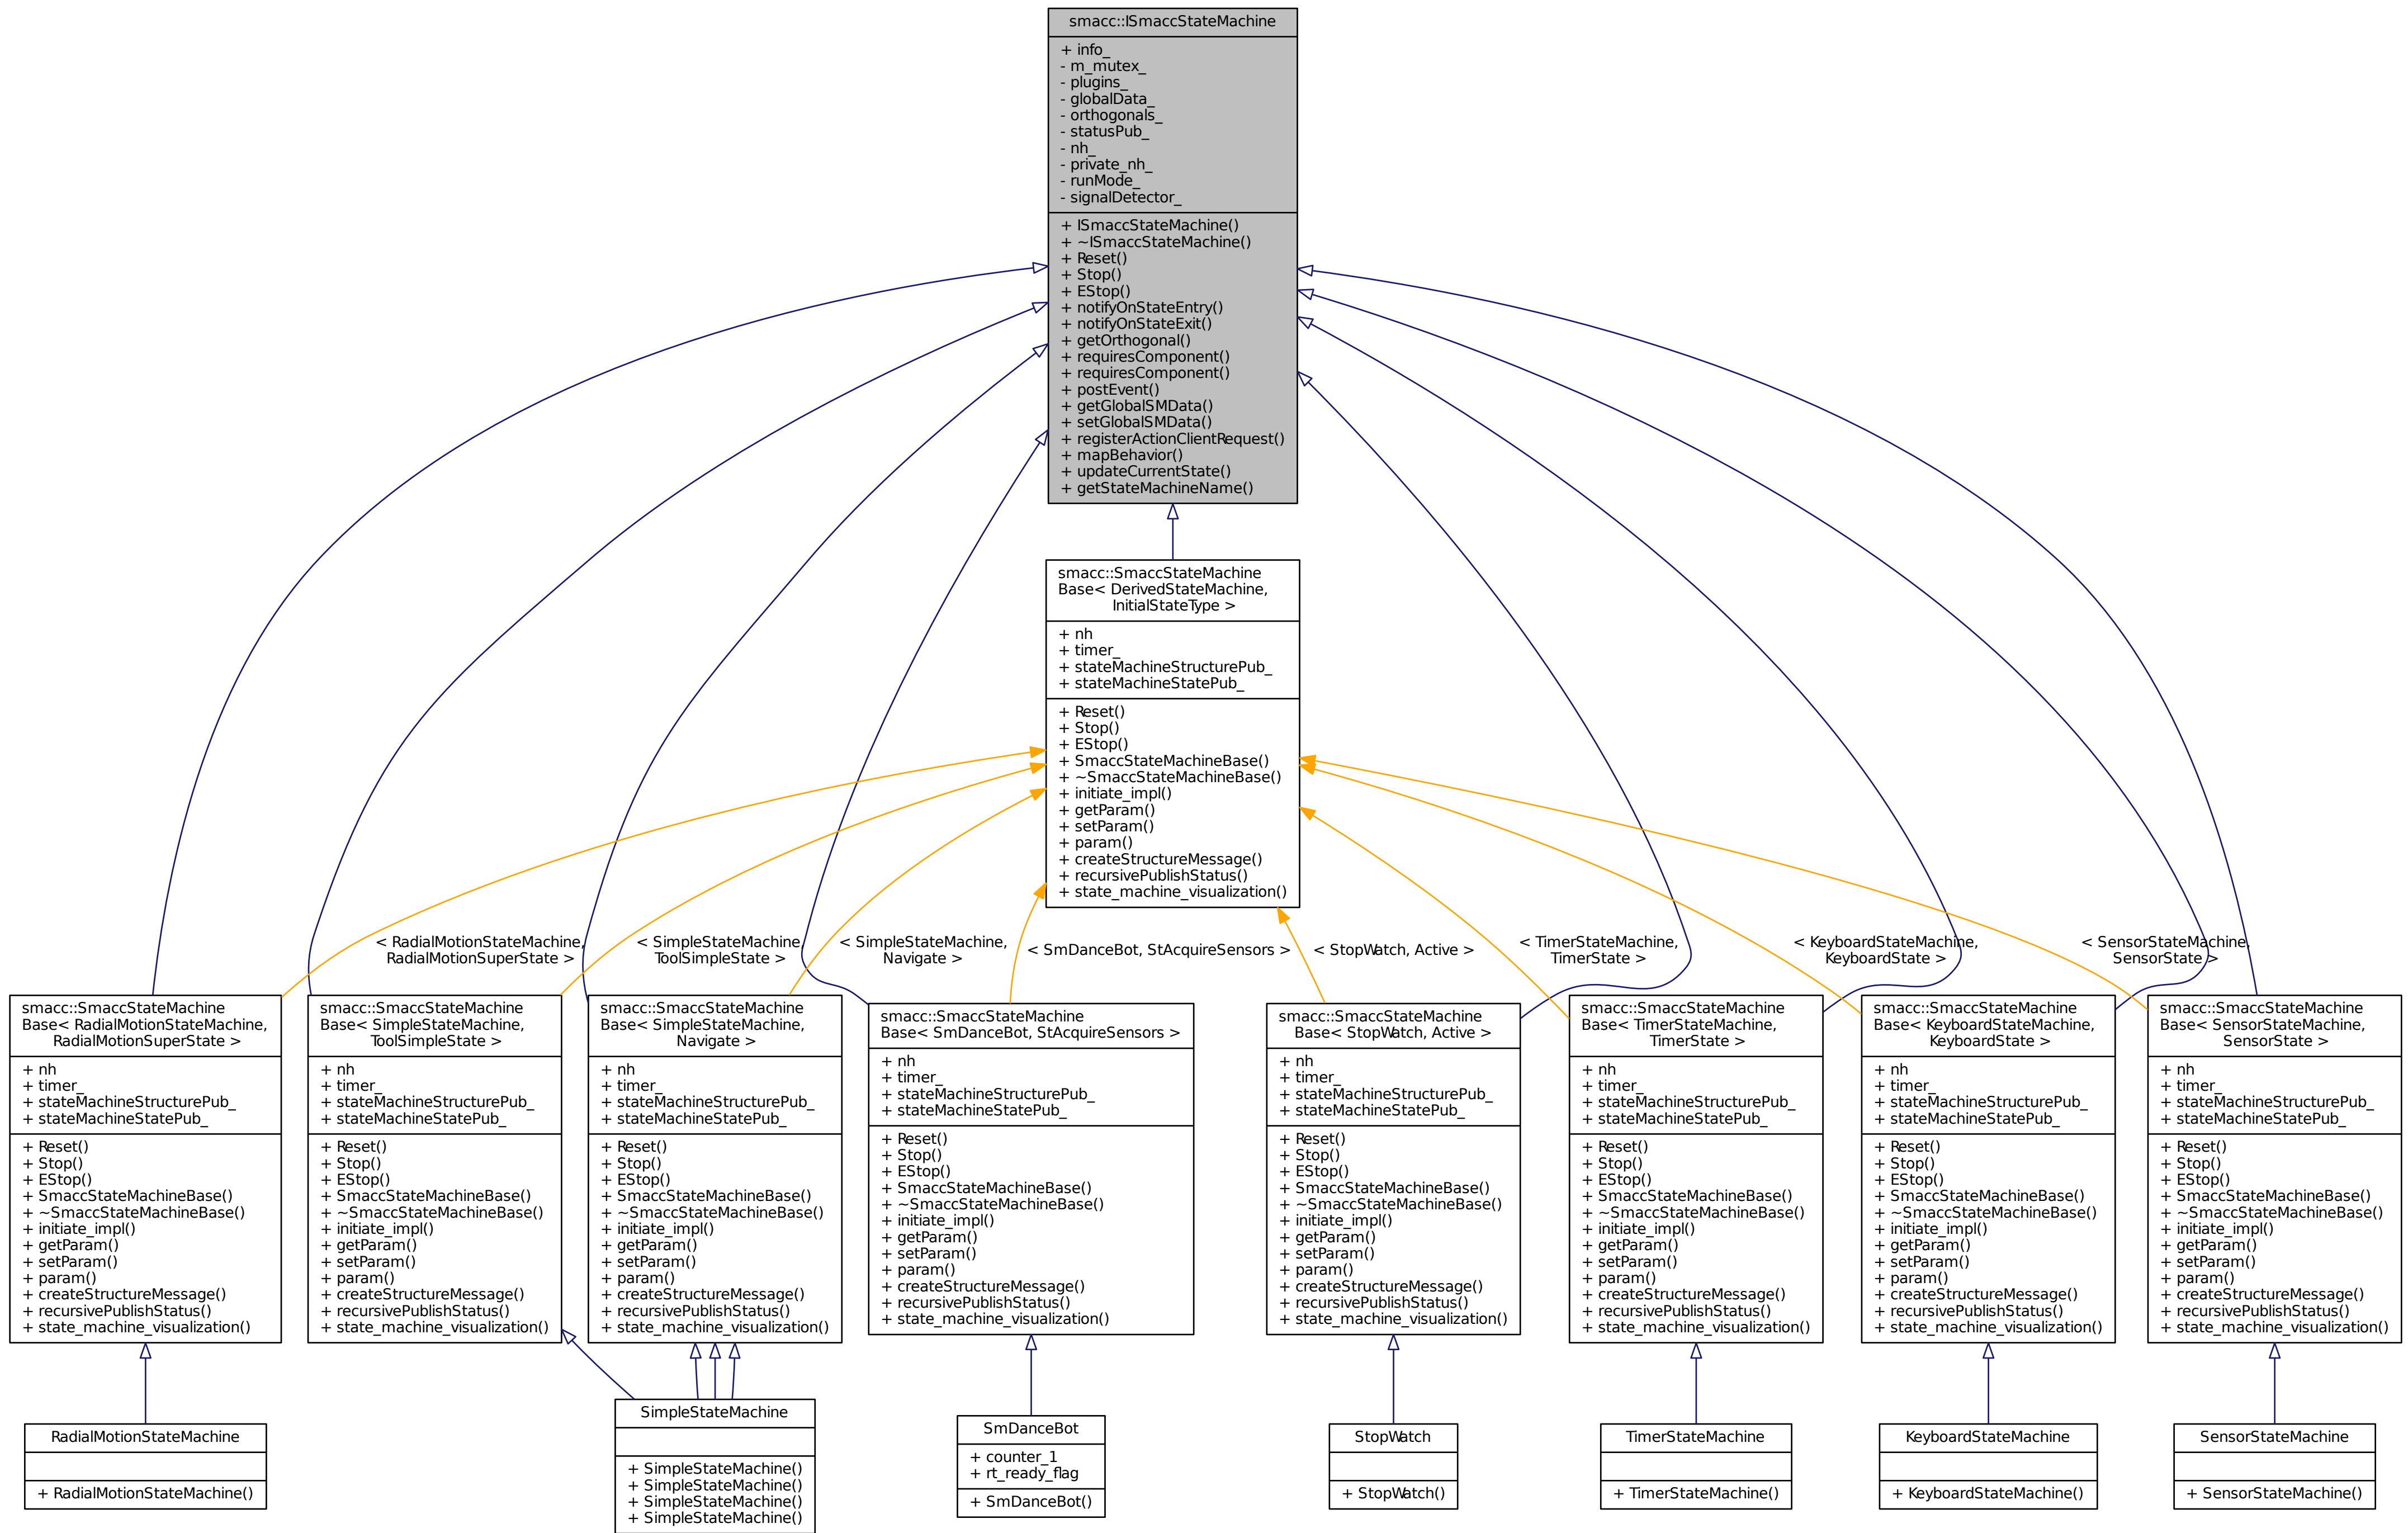 smacc::ISmaccStateMachine
+ info_
- m_mutex_
- plugins_
- globalData_
- orthogonals_
- statusPub_
- nh_
- private_nh_
- runMode_
- signalDetector_
+ ISmaccStateMachine()
+ ~ISmaccStateMachine()
+ Reset()
+ Stop()
+ EStop()
+ notifyOnStateEntry()
+ notifyOnStateExit()
+ getOrthogonal()
+ requiresComponent()
+ requiresComponent()
+ postEvent()
+ getGlobalSMData()
+ setGlobalSMData()
+ registerActionClientRequest()
+ mapBehavior()
+ updateCurrentState()
+ getStateMachineName()
smacc::SmaccStateMachine
Base< DerivedStateMachine,
InitialStateType >
+ nh
+ timer_
+ stateMachineStructurePub_
+ stateMachineStatePub_
+ Reset()
+ Stop()
+ EStop()
+ SmaccStateMachineBase()
+ ~SmaccStateMachineBase()
+ initiate_impl()
+ getParam()
+ setParam()
+ param()
+ createStructureMessage()
+ recursivePublishStatus()
+ state_machine_visualization()
< RadialMotionStateMachine,
RadialMotionSuperState >
< SimpleStateMachine,
ToolSimpleState >
< SimpleStateMachine,
Navigate >
< SmDanceBot, StAcquireSensors >
< StopWatch, Active >
< TimerStateMachine,
TimerState >
< KeyboardStateMachine,
KeyboardState >
< SensorStateMachine,
SensorState >
smacc::SmaccStateMachine
Base< RadialMotionStateMachine,
RadialMotionSuperState >
+ nh
+ timer_
+ stateMachineStructurePub_
+ stateMachineStatePub_
+ Reset()
+ Stop()
+ EStop()
+ SmaccStateMachineBase()
+ ~SmaccStateMachineBase()
+ initiate_impl()
+ getParam()
+ setParam()
+ param()
+ createStructureMessage()
+ recursivePublishStatus()
+ state_machine_visualization()
smacc::SmaccStateMachine
Base< SimpleStateMachine,
ToolSimpleState >
+ nh
+ timer_
+ stateMachineStructurePub_
+ stateMachineStatePub_
+ Reset()
+ Stop()
+ EStop()
+ SmaccStateMachineBase()
+ ~SmaccStateMachineBase()
+ initiate_impl()
+ getParam()
+ setParam()
+ param()
+ createStructureMessage()
+ recursivePublishStatus()
+ state_machine_visualization()
smacc::SmaccStateMachine
Base< SimpleStateMachine,
Navigate >
+ nh
+ timer_
+ stateMachineStructurePub_
+ stateMachineStatePub_
+ Reset()
+ Stop()
+ EStop()
+ SmaccStateMachineBase()
+ ~SmaccStateMachineBase()
+ initiate_impl()
+ getParam()
+ setParam()
+ param()
+ createStructureMessage()
+ recursivePublishStatus()
+ state_machine_visualization()
smacc::SmaccStateMachine
Base< SmDanceBot, StAcquireSensors >
+ nh
+ timer_
+ stateMachineStructurePub_
+ stateMachineStatePub_
+ Reset()
+ Stop()
+ EStop()
+ SmaccStateMachineBase()
+ ~SmaccStateMachineBase()
+ initiate_impl()
+ getParam()
+ setParam()
+ param()
+ createStructureMessage()
+ recursivePublishStatus()
+ state_machine_visualization()
smacc::SmaccStateMachine
Base< StopWatch, Active >
+ nh
+ timer_
+ stateMachineStructurePub_
+ stateMachineStatePub_
+ Reset()
+ Stop()
+ EStop()
+ SmaccStateMachineBase()
+ ~SmaccStateMachineBase()
+ initiate_impl()
+ getParam()
+ setParam()
+ param()
+ createStructureMessage()
+ recursivePublishStatus()
+ state_machine_visualization()
smacc::SmaccStateMachine
Base< TimerStateMachine,
TimerState >
+ nh
+ timer_
+ stateMachineStructurePub_
+ stateMachineStatePub_
+ Reset()
+ Stop()
+ EStop()
+ SmaccStateMachineBase()
+ ~SmaccStateMachineBase()
+ initiate_impl()
+ getParam()
+ setParam()
+ param()
+ createStructureMessage()
+ recursivePublishStatus()
+ state_machine_visualization()
smacc::SmaccStateMachine
Base< KeyboardStateMachine,
KeyboardState >
+ nh
+ timer_
+ stateMachineStructurePub_
+ stateMachineStatePub_
+ Reset()
+ Stop()
+ EStop()
+ SmaccStateMachineBase()
+ ~SmaccStateMachineBase()
+ initiate_impl()
+ getParam()
+ setParam()
+ param()
+ createStructureMessage()
+ recursivePublishStatus()
+ state_machine_visualization()
smacc::SmaccStateMachine
Base< SensorStateMachine,
SensorState >
+ nh
+ timer_
+ stateMachineStructurePub_
+ stateMachineStatePub_
+ Reset()
+ Stop()
+ EStop()
+ SmaccStateMachineBase()
+ ~SmaccStateMachineBase()
+ initiate_impl()
+ getParam()
+ setParam()
+ param()
+ createStructureMessage()
+ recursivePublishStatus()
+ state_machine_visualization()
RadialMotionStateMachine
+ RadialMotionStateMachine()
SimpleStateMachine
+ SimpleStateMachine()
+ SimpleStateMachine()
+ SimpleStateMachine()
+ SimpleStateMachine()
SmDanceBot
+ counter_1
+ rt_ready_flag
+ SmDanceBot()
StopWatch
+ StopWatch()
TimerStateMachine
+ TimerStateMachine()
KeyboardStateMachine
+ KeyboardStateMachine()
SensorStateMachine
+ SensorStateMachine()